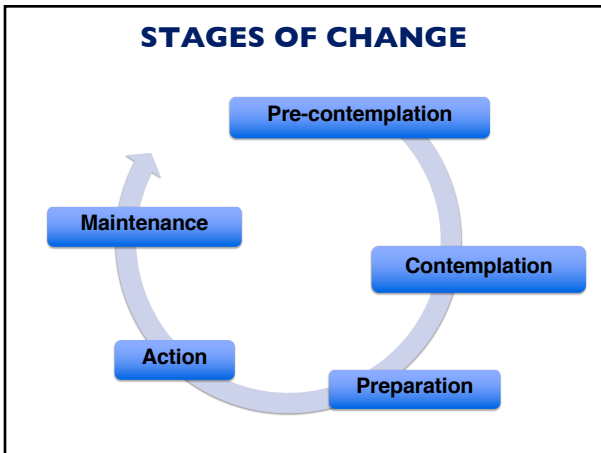 STAGES OF CHANGE
Pre-contemplation
Contemplation
Preparation
Action
Maintenance